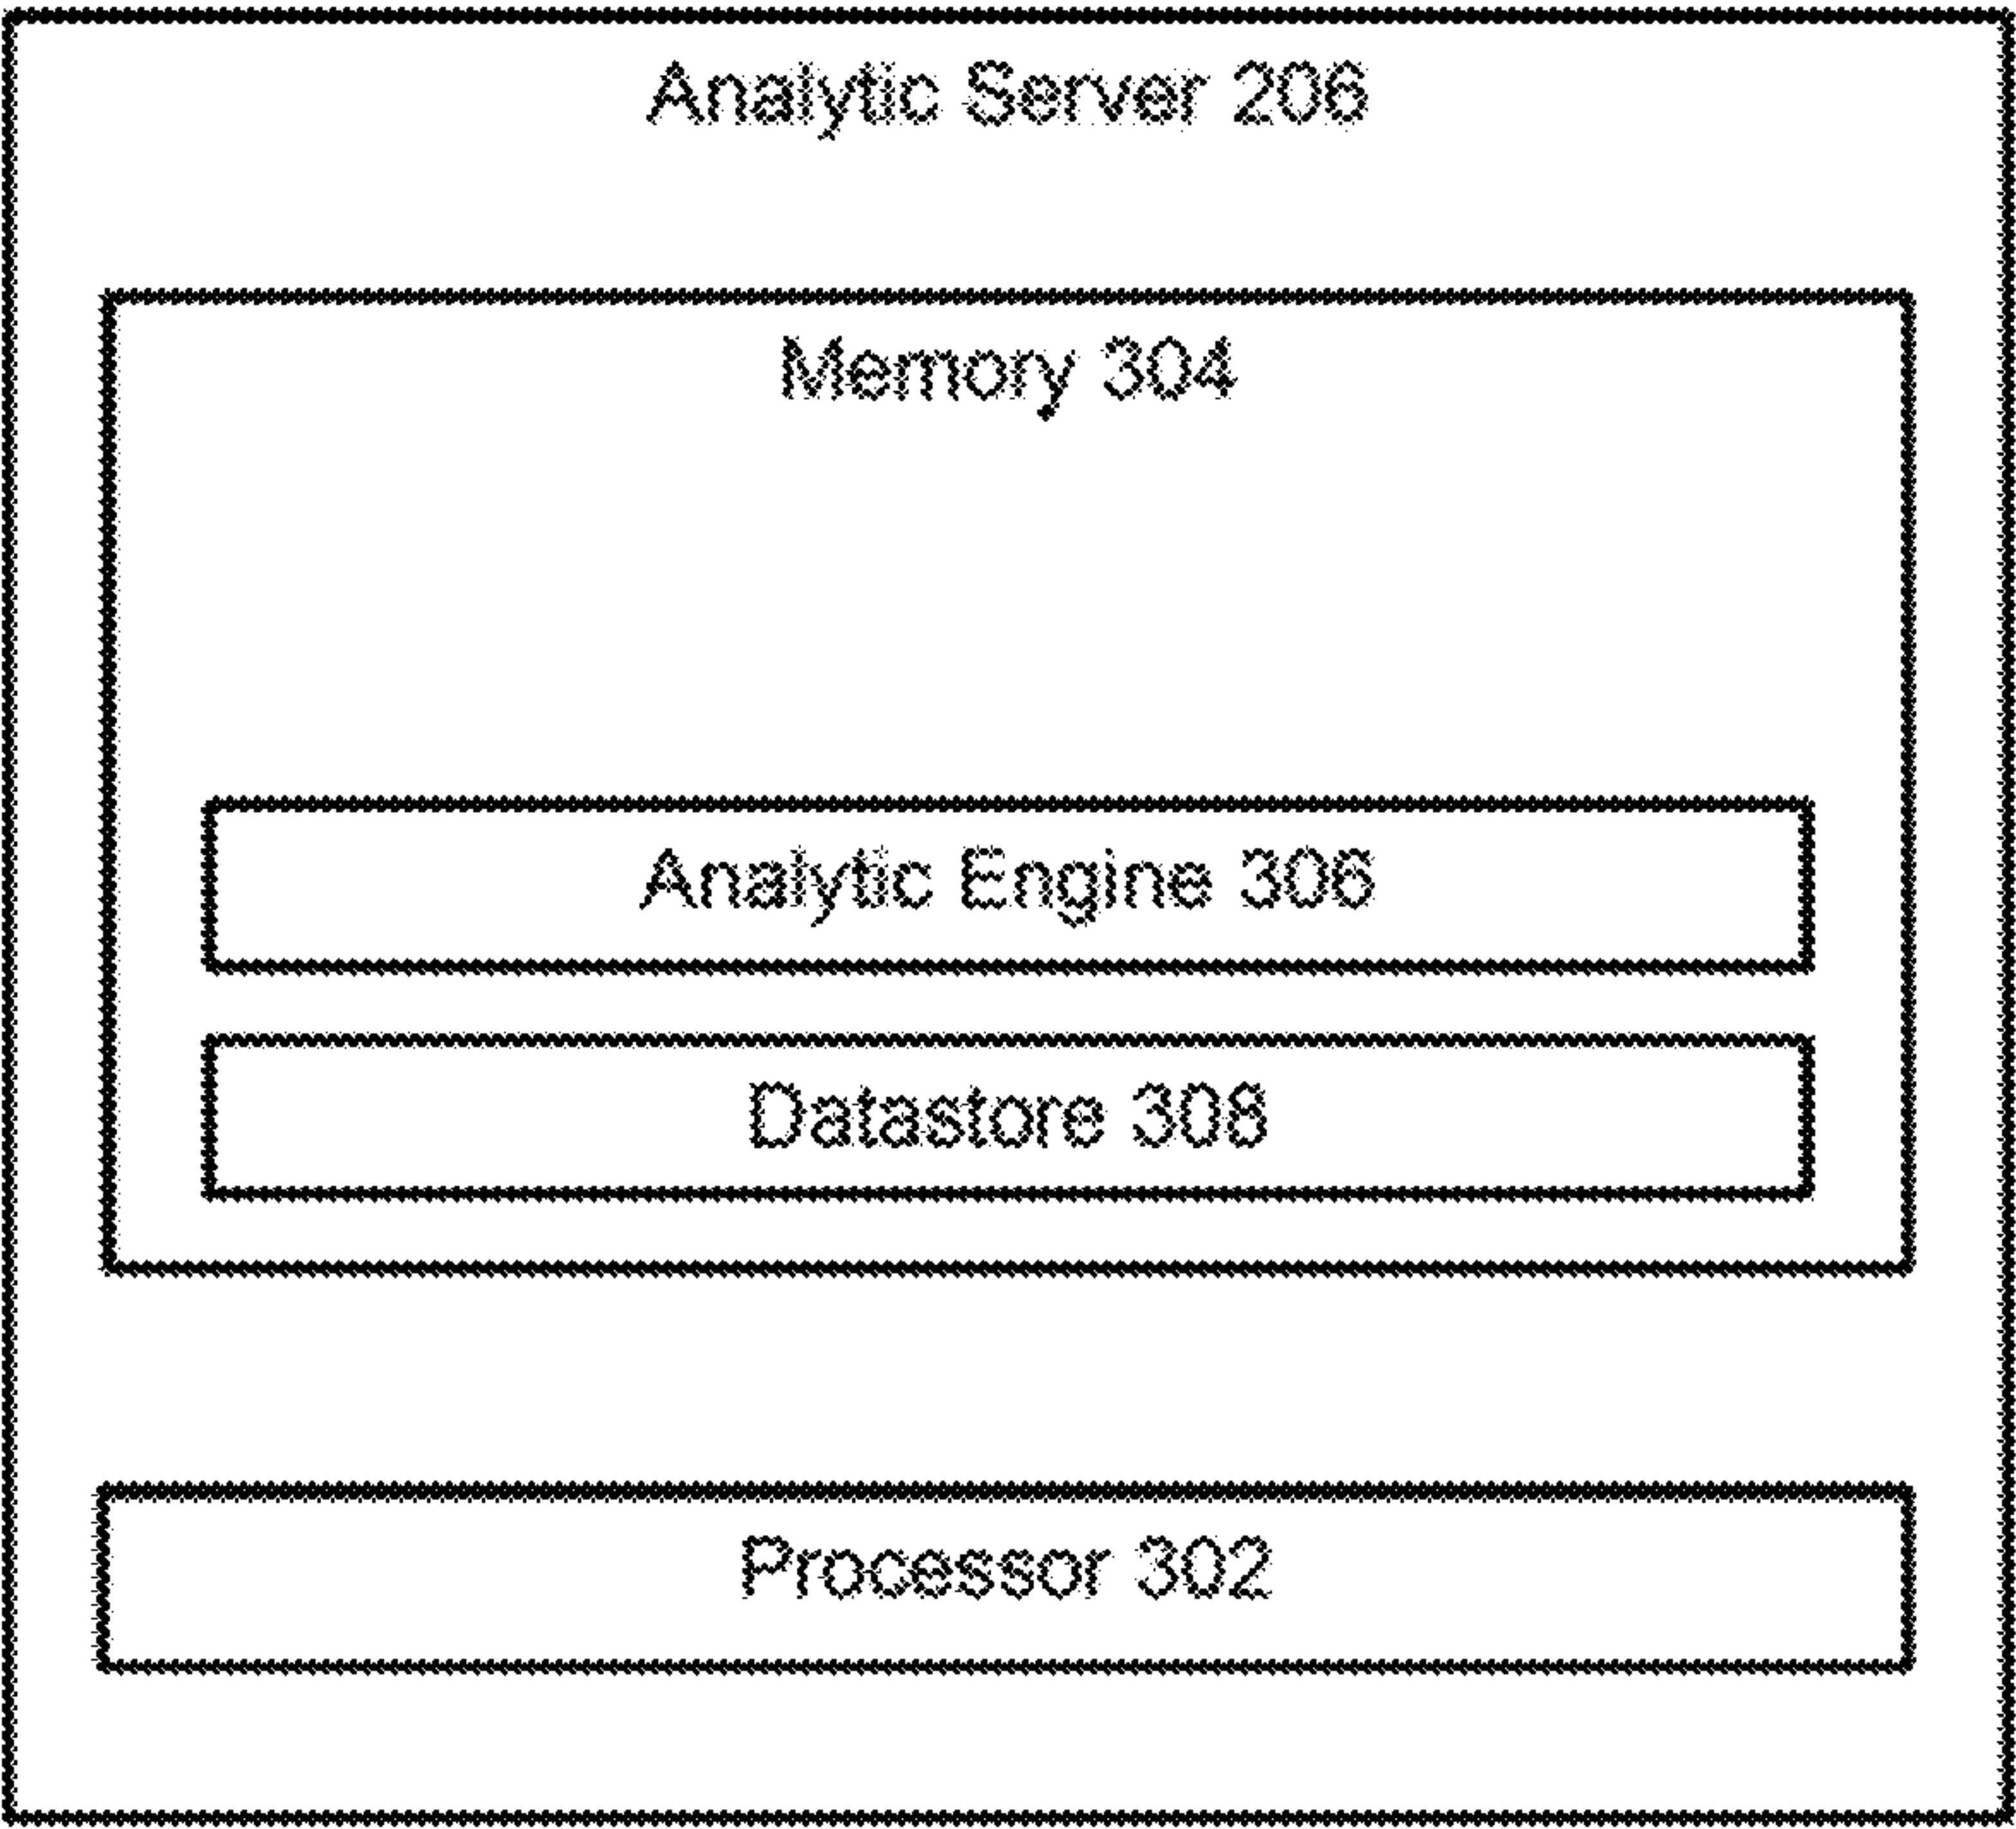 Analytic Server 206
Memory 304
Analytic Engine 306
Datastore 308
Processor 302